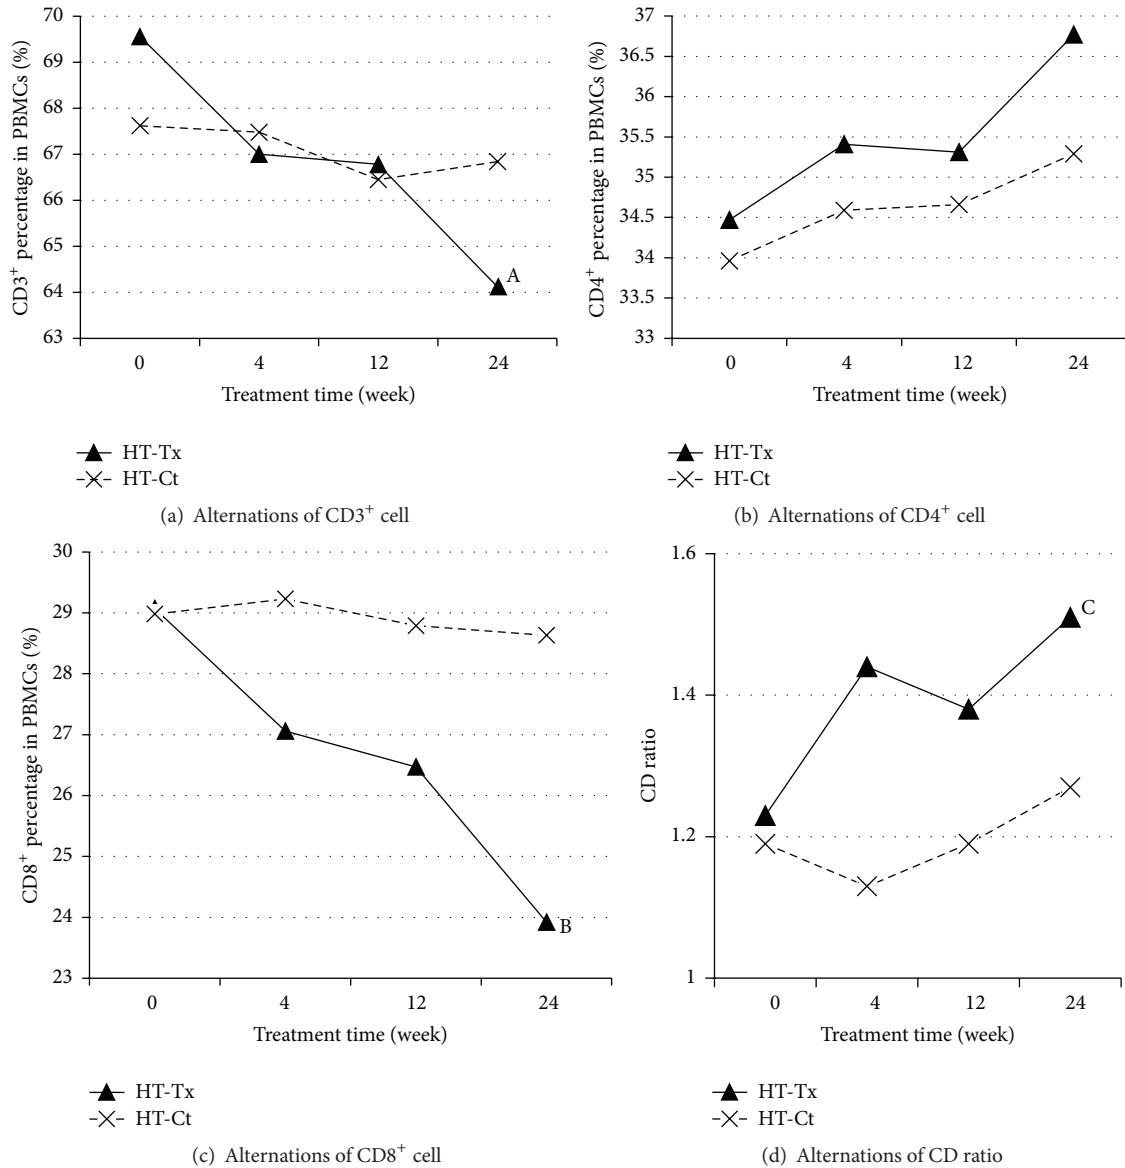 CD3⁺ percentage in PBMCs (%)
70
69
68
67
66
65
64
63
A
0 4 12 24
Treatment time (week)
HT-Tx
HT-Ct
(a) Alternations of CD3⁺ cell
CD4⁺ percentage in PBMCs (%)
37
36.5
36
35.5
35
34.5
34
33.5
33
0 4 12 24
Treatment time (week)
HT-Tx
HT-Ct
(b) Alternations of CD4⁺ cell
CD8⁺ percentage in PBMCs (%)
30
29
28
27
26
25
24
23
B
0 4 12 24
Treatment time (week)
HT-Tx
HT-Ct
(c) Alternations of CD8⁺ cell
CD ratio
1.6
1.4
1.2
1
C
0 4 12 24
Treatment time (week)
HT-Tx
HT-Ct
(d) Alternations of CD ratio